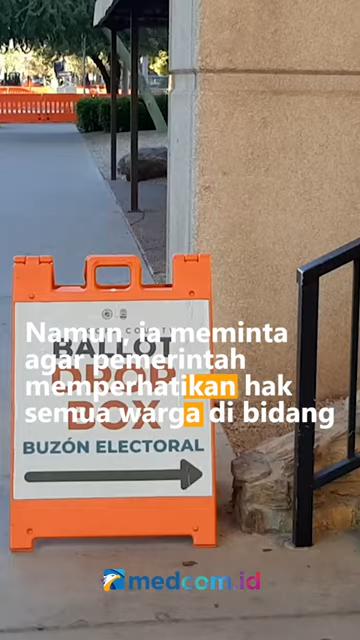 BALLOT
DROP
BOX
BUZÓN ELECTORAL
Namun, ia meminta
agar pemerintah
memperhatikan hak
semua warga di bidang
medcom.id